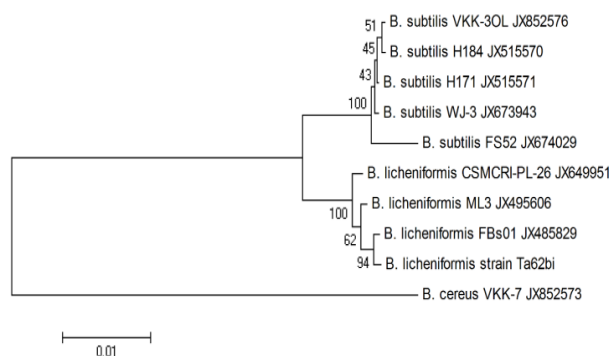 B. subtilis VKK-3OL JX852576
51
B. subtilis H184 JX515570
45
B. subtilis H171 JX515571
43
B. subtilis WJ-3 JX673943
100
B. subtilis FS52 JX674029
B. licheniformis CSMCRI-PL-26 JX649951
100
B. licheniformis ML3 JX495606
62
B. licheniformis FBs01 JX485829
94
B. licheniformis strain Ta62bi
B. cereus VKK-7 JX852573
0.01